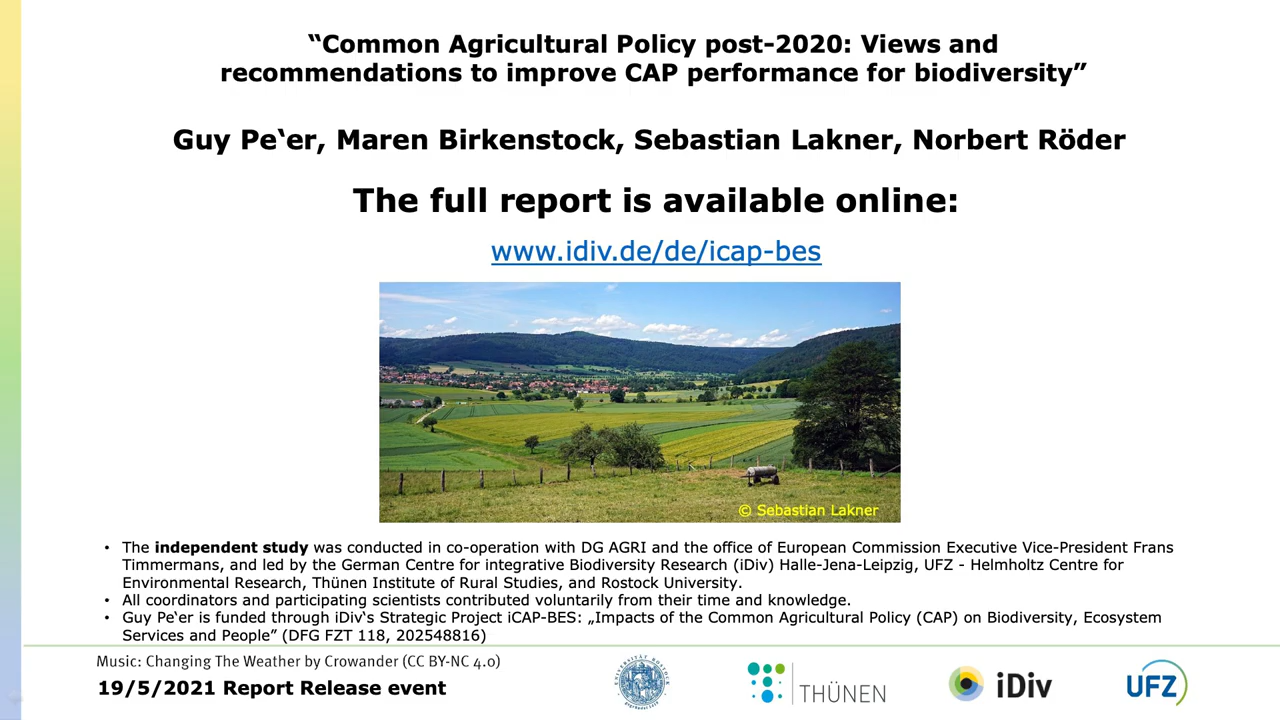 “Common Agricultural Policy post-2020: Views and
recommendations to improve CAP performance for biodiversity”
Guy Pe‘er, Maren Birkenstock, Sebastian Lakner, Norbert Röder
The full report is available online:
www.idiv.de/de/icap-bes
© Sebastian Lakner
• The independent study was conducted in co-operation with DG AGRI and the office of European Commission Executive Vice-President Frans
Timmermans, and led by the German Centre for integrative Biodiversity Research (iDiv) Halle-Jena-Leipzig, UFZ - Helmholtz Centre for
Environmental Research, Thünen Institute of Rural Studies, and Rostock University.
• All coordinators and participating scientists contributed voluntarily from their time and knowledge.
• Guy Pe‘er is funded through iDiv‘s Strategic Project iCAP-BES: „Impacts of the Common Agricultural Policy (CAP) on Biodiversity, Ecosystem
Services and People” (DFG FZT 118, 202548816)
Music: Changing The Weather by Crowander (CC BY-NC 4.0)
19/5/2021 Report Release event
THÜNEN
iDiv
UFZ